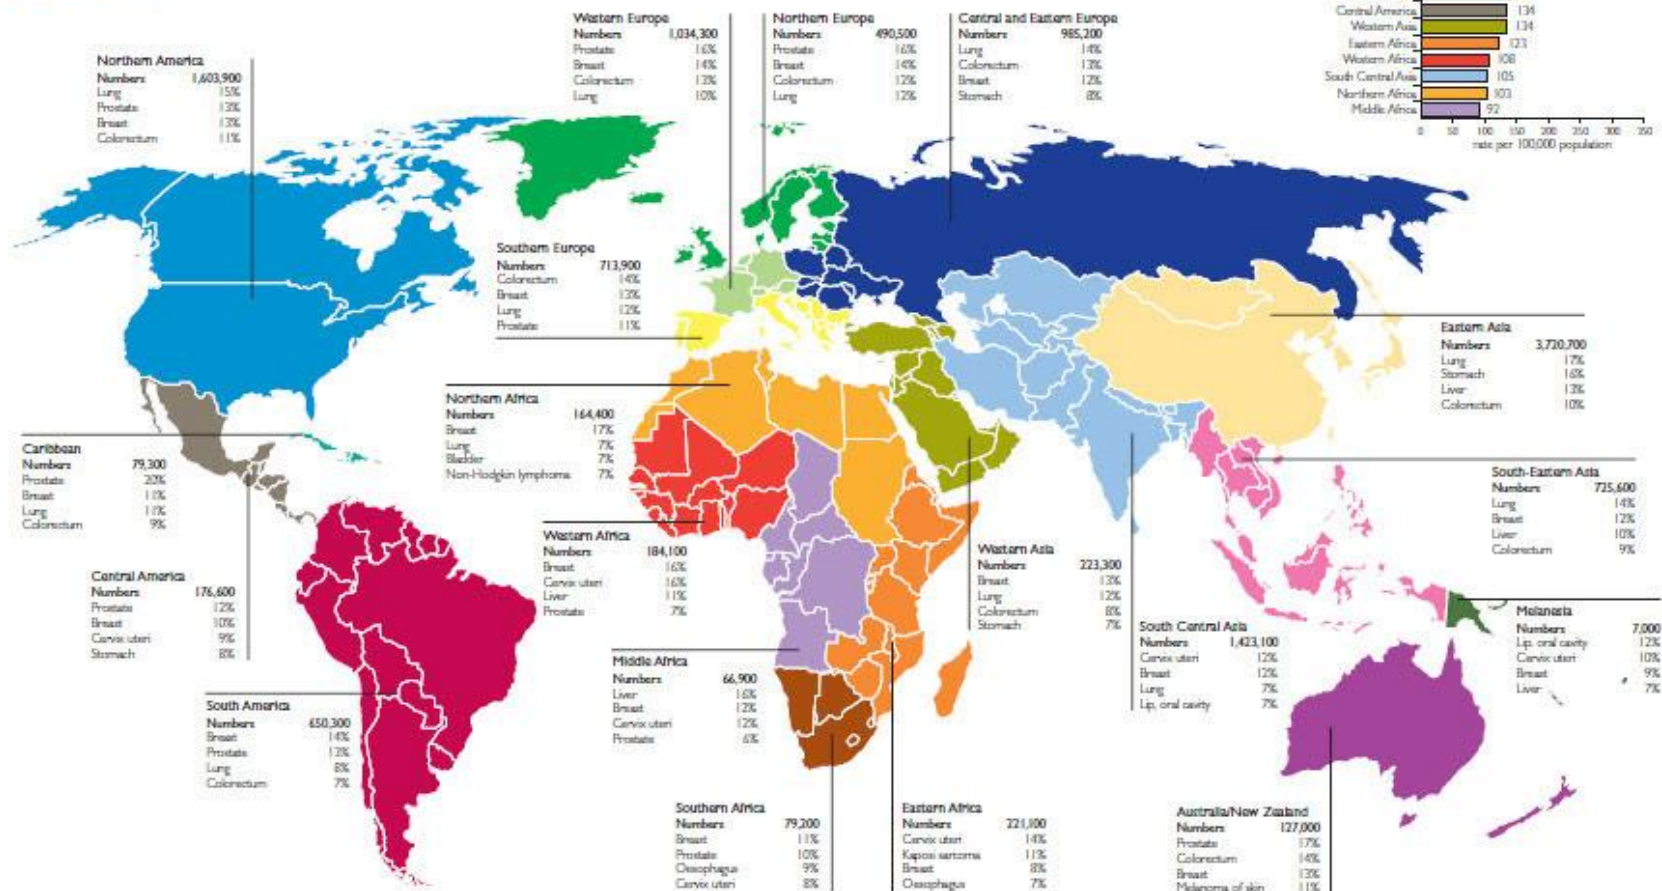 Central America 134
Western Asia 134
Eastern Africa 123
Western Africa 108
South Central Asia 105
Northern Africa 103
Middle Africa 92
0 50 100 150 200 250 300 350
rate per 100,000 population
Western Europe
Numbers 1,034,300
Prostate 16%
Breast 14%
Colorectum 13%
Lung 10%
Northern Europe
Numbers 490,500
Prostate 16%
Breast 14%
Colorectum 12%
Lung 12%
Central and Eastern Europe
Numbers 985,200
Lung 14%
Colorectum 13%
Breast 12%
Stomach 8%
Northern America
Numbers 1,603,900
Lung 15%
Prostate 13%
Breast 13%
Colorectum 11%
Southern Europe
Numbers 713,900
Colorectum 14%
Breast 13%
Lung 12%
Prostate 11%
Eastern Asia
Numbers 3,720,700
Lung 17%
Stomach 16%
Liver 13%
Colorectum 10%
Northern Africa
Numbers 164,400
Breast 17%
Lung 7%
Bladder 7%
Non-Hodgkin lymphoma 7%
Caribbean
Numbers 79,300
Prostate 20%
Breast 11%
Lung 11%
Colorectum 9%
South-Eastern Asia
Numbers 725,600
Lung 14%
Breast 12%
Liver 10%
Colorectum 9%
Western Africa
Numbers 184,100
Breast 16%
Cervix uteri 16%
Liver 11%
Prostate 7%
Western Asia
Numbers 223,300
Breast 13%
Lung 12%
Colorectum 8%
Stomach 7%
Central America
Numbers 176,600
Prostate 12%
Breast 10%
Cervix uteri 9%
Stomach 8%
Melanesia
Numbers 7,000
Lip, oral cavity 12%
Cervix uteri 10%
Breast 9%
Liver 7%
South Central Asia
Numbers 1,423,100
Cervix uteri 12%
Breast 12%
Lung 7%
Lip, oral cavity 7%
Middle Africa
Numbers 66,900
Liver 16%
Breast 12%
Cervix uteri 12%
Prostate 6%
South America
Numbers 650,300
Breast 14%
Prostate 13%
Lung 8%
Colorectum 7%
Southern Africa
Numbers 79,200
Breast 11%
Prostate 10%
Oesophagus 9%
Cervix uteri 8%
Eastern Africa
Numbers 221,100
Cervix uteri 14%
Kaposi sarcoma 11%
Breast 8%
Oesophagus 7%
Australia/New Zealand
Numbers 127,000
Prostate 17%
Colorectum 14%
Breast 13%
Melanoma of skin 11%